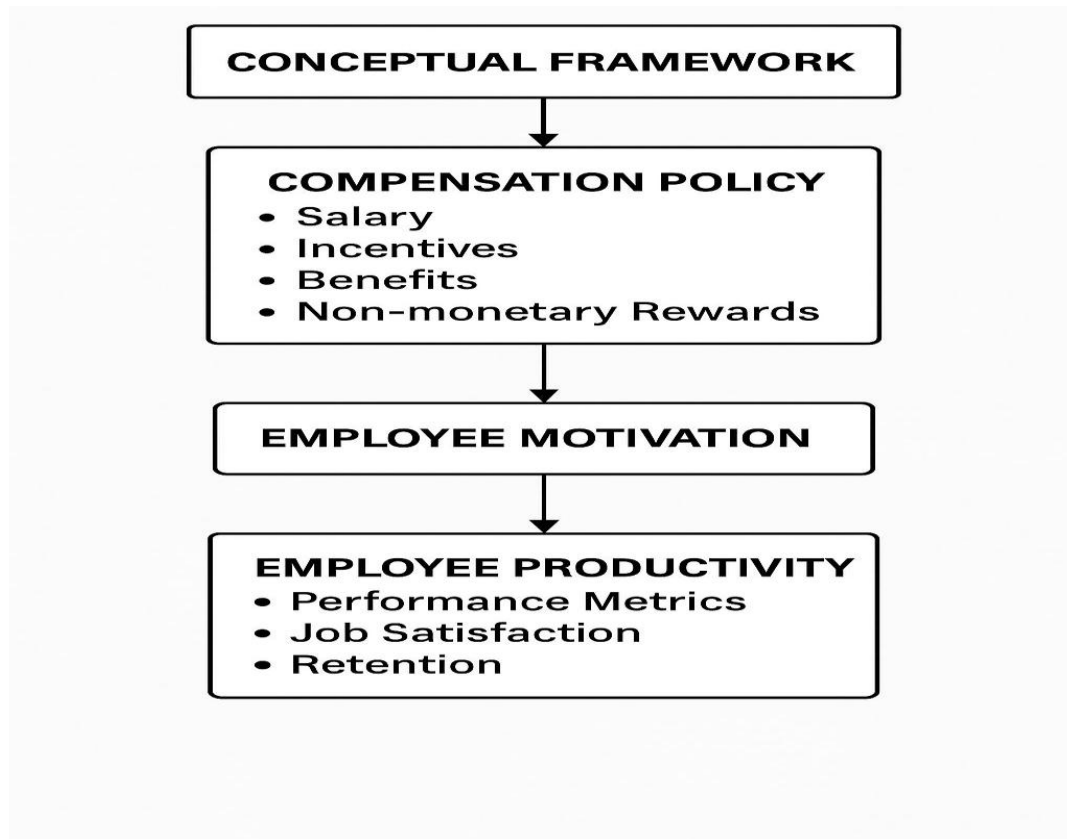 CONCEPTUAL FRAMEWORK
COMPENSATION POLICY
• Salary
• Incentives
• Benefits
• Non-monetary Rewards
EMPLOYEE MOTIVATION
EMPLOYEE PRODUCTIVITY
• Performance Metrics
• Job Satisfaction
• Retention